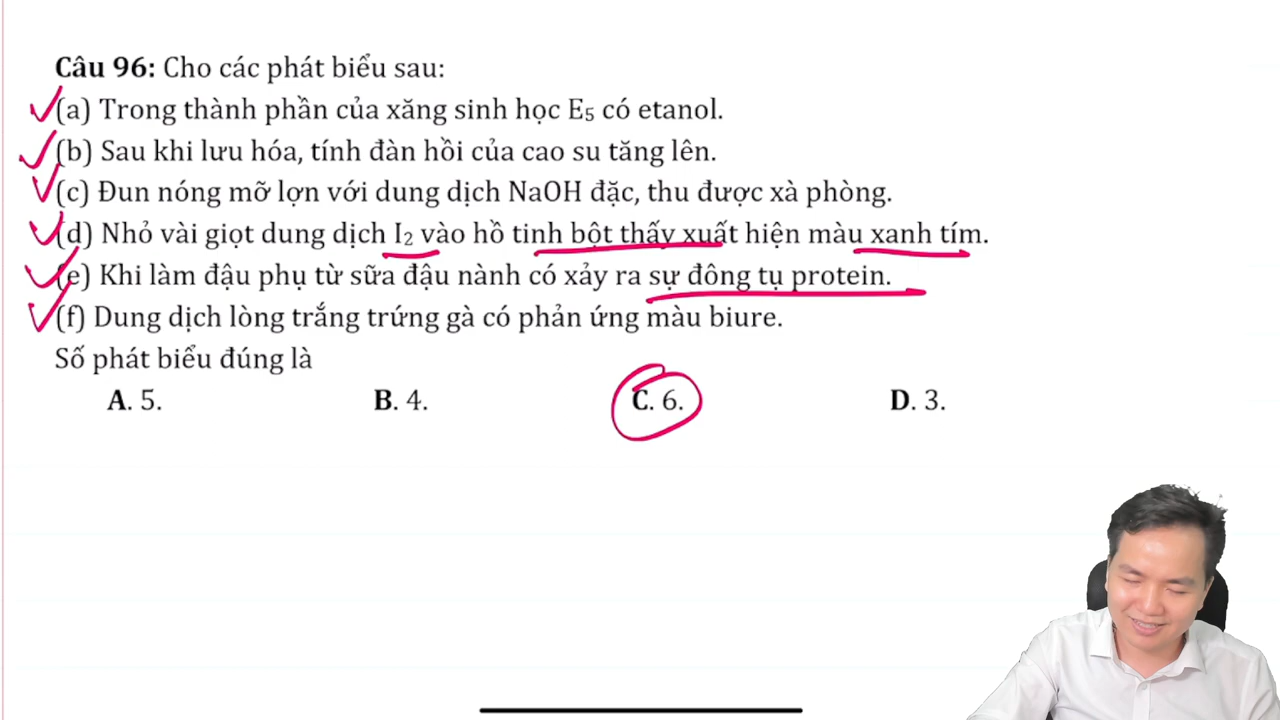 Câu 96: Cho các phát biểu sau:
(a) Trong thành phần của xăng sinh học E₅ có etanol.
(b) Sau khi lưu hóa, tính đàn hồi của cao su tăng lên.
(c) Đun nóng mỡ lợn với dung dịch NaOH đặc, thu được xà phòng.
(d) Nhỏ vài giọt dung dịch I₂ vào hồ tinh bột thấy xuất hiện màu xanh tím.
(e) Khi làm đậu phụ từ sữa đậu nành có xảy ra sự đông tụ protein.
(f) Dung dịch lòng trắng trứng gà có phản ứng màu biure.
Số phát biểu đúng là
A. 5. B. 4. C. 6. D. 3.